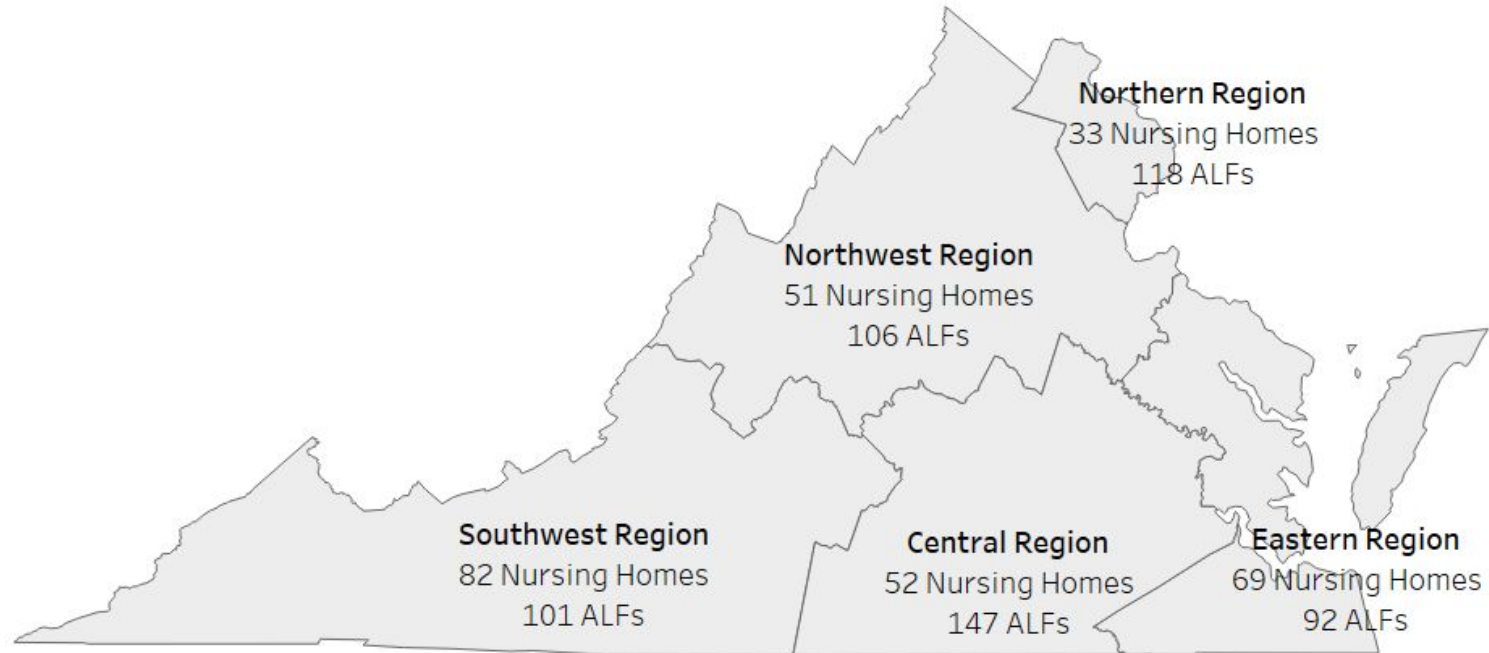 Northern Region
33 Nursing Homes
118 ALFs
Northwest Region
51 Nursing Homes
106 ALFs
Southwest Region
82 Nursing Homes
101 ALFs
Central Region
52 Nursing Homes
147 ALFs
Eastern Region
69 Nursing Homes
92 ALFs